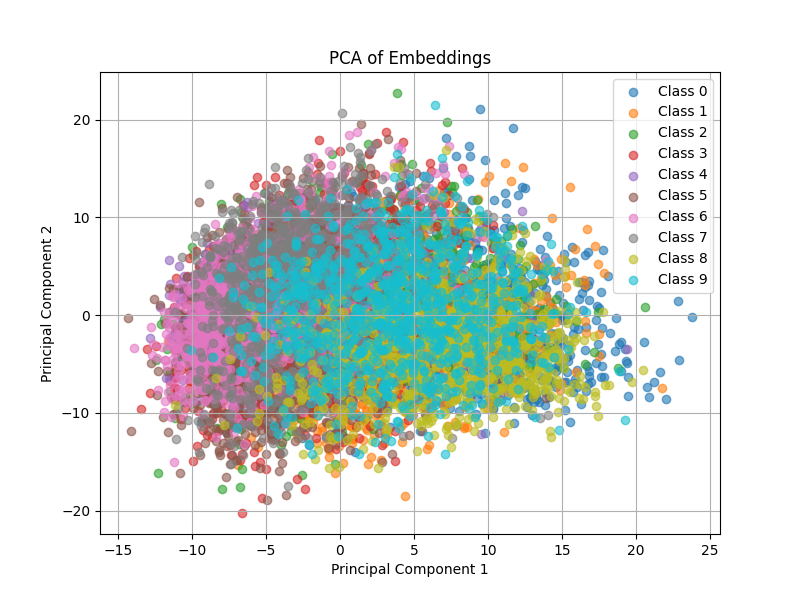 PCA of Embeddings
Class 0
Class 1
Class 2
Class 3
Class 4
Class 5
Class 6
Class 7
Class 8
Class 9
20
10
0
−10
−20
Principal Component 2
−15
−10
−5
0
5
10
15
20
25
Principal Component 1